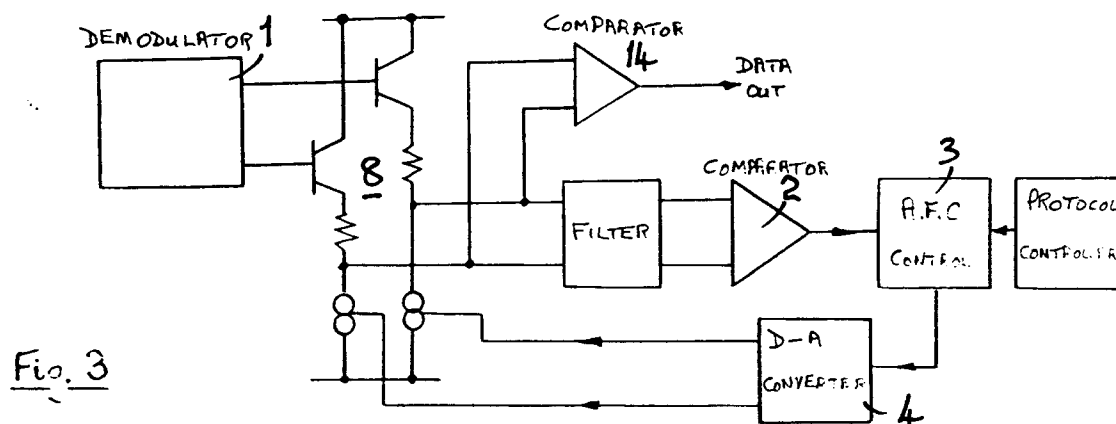 DEMODULATOR 1
COMPARATOR
14
DATA
OUT
8
COMPARATOR
2
3
FILTER
A.F.C
CONTROL
PROTOCOL
CONTROLLER
D-A
CONVERTER
4
Fig. 3